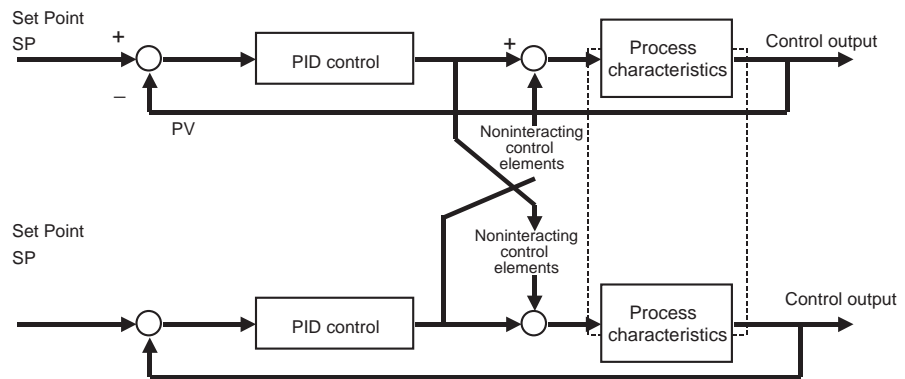 Set Point
SP
+
PID control
+
Process
characteristics
Control output
−
PV
Noninteracting
control
elements
Set Point
SP
Noninteracting
control
elements
PID control
Process
characteristics
Control output